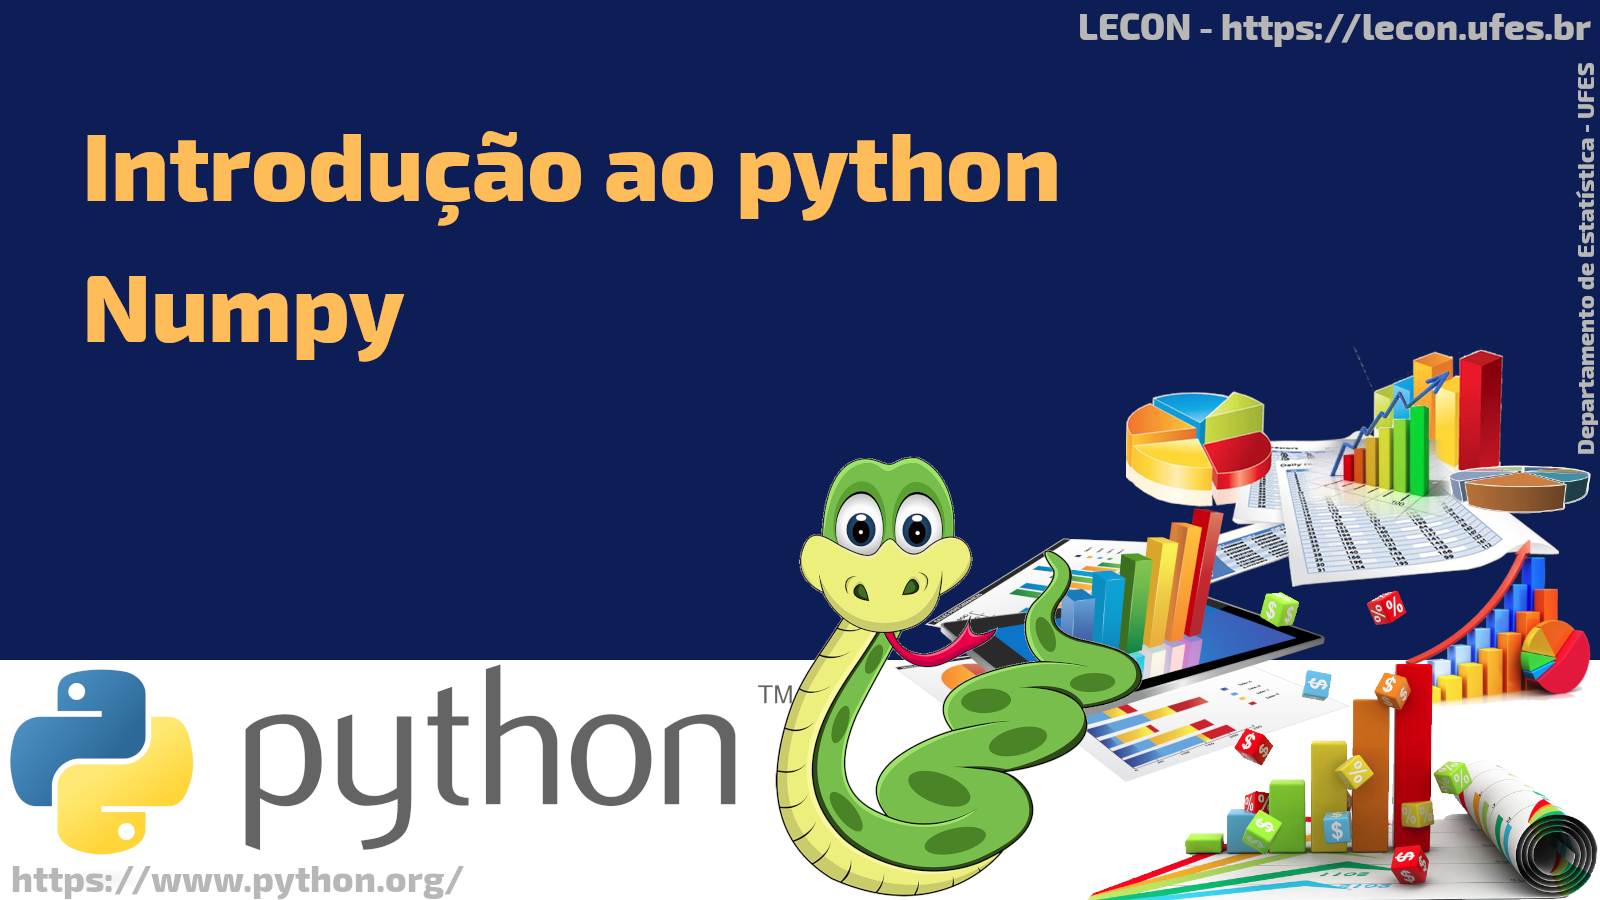 LECON - https://lecon.ufes.br
Departamento de Estatística - UFES
Introdução ao python
Numpy
python
TM
https://www.python.org/